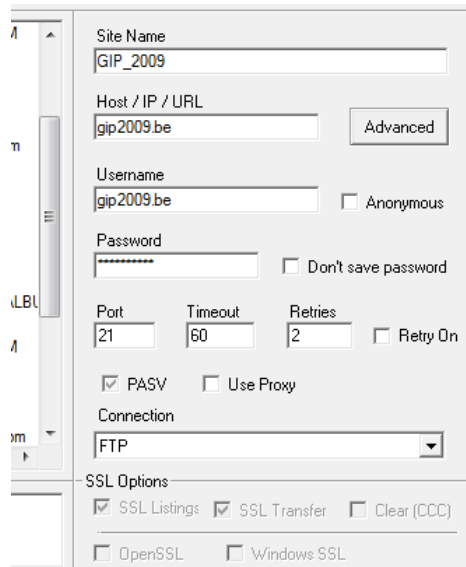 M
Site Name
GIP_2009
Host / IP / URL
gip2009.be
Advanced
m
Username
gip2009.be
Anonymous
Password
**********
Don't save password
ALBU
Port Timeout Retries
21 60 2 Retry On
M
PASV Use Proxy
Connection
om
FTP
SSL Options
SSL Listings SSL Transfer Clear (CCC)
OpenSSL Windows SSL